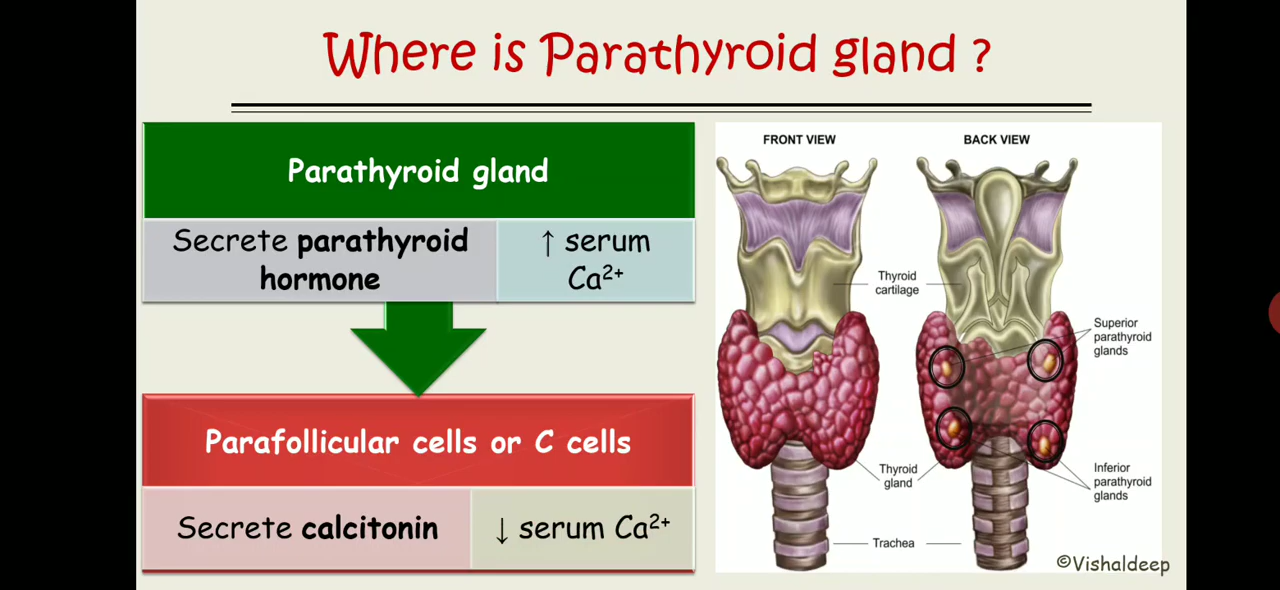 Where is Parathyroid gland ?
Parathyroid gland
Secrete parathyroid
hormone
↑ serum
Ca²⁺
Parafollicular cells or C cells
Secrete calcitonin
↓ serum Ca²⁺
FRONT VIEW
BACK VIEW
Thyroid
cartilage
Superior
parathyroid
glands
Thyroid
gland
Inferior
parathyroid
glands
Trachea
©Vishaldeep